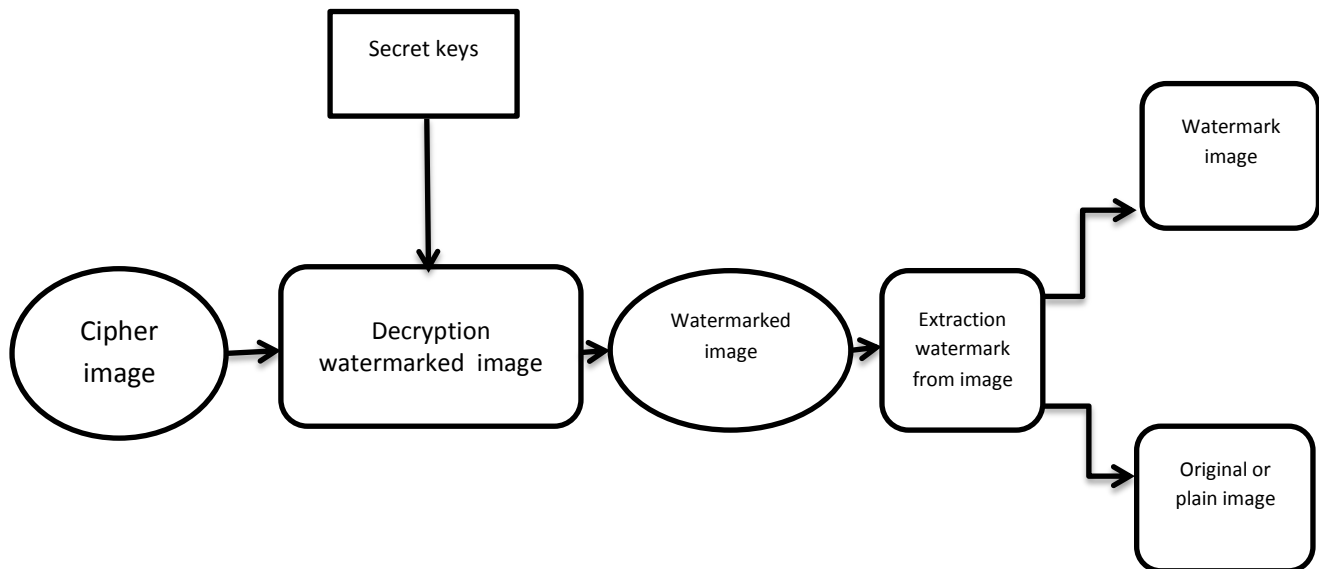 Secret keys
Watermark
image
Cipher
image
Decryption
watermarked image
Watermarked
image
Extraction
watermark
from image
Original or
plain image